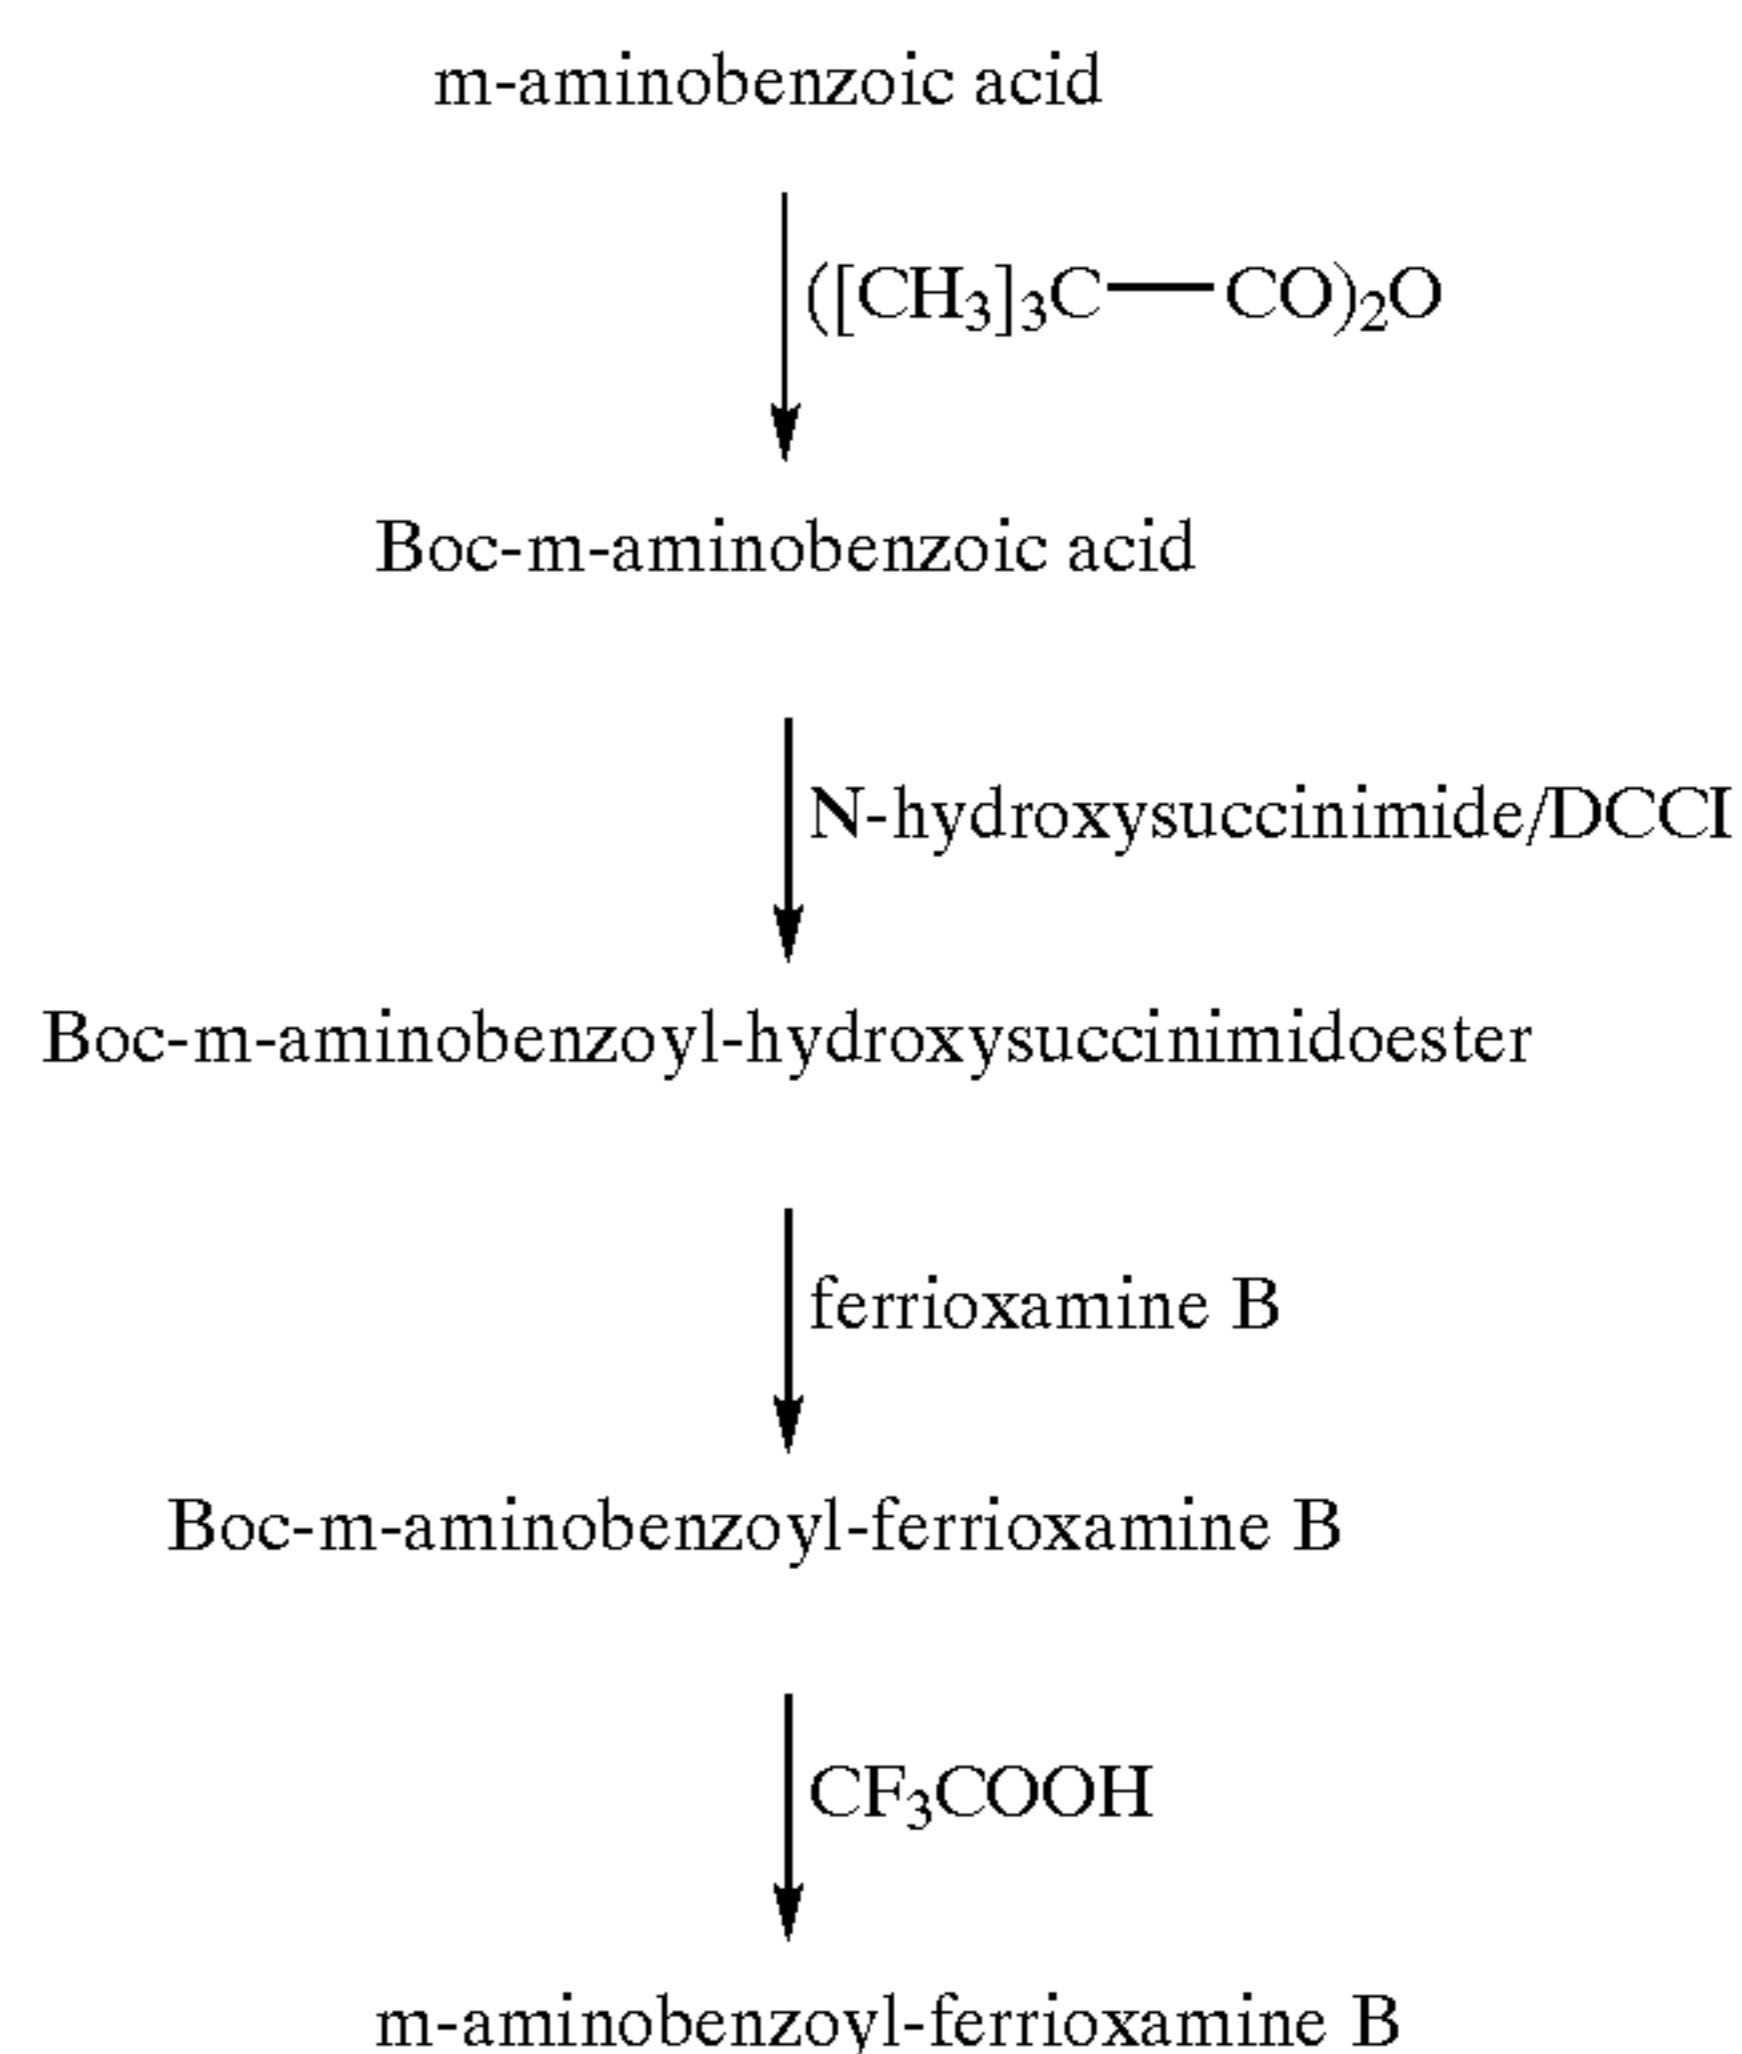 m-aminobenzoic acid
([CH₃]₃C—CO)₂O
Boc-m-aminobenzoic acid
N-hydroxysuccinimide/DCCI
Boc-m-aminobenzoyl-hydroxysuccinimidoester
ferrioxamine B
Boc-m-aminobenzoyl-ferrioxamine B
CF₃COOH
m-aminobenzoyl-ferrioxamine B